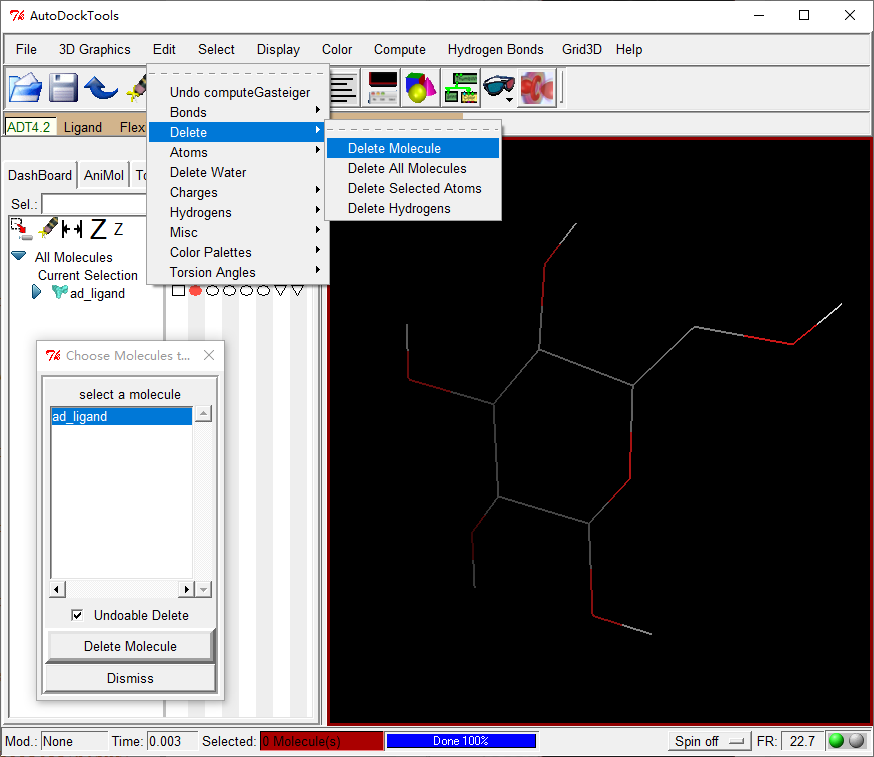 AutoDockTools
File 3D Graphics Edit Select Display Color Compute Hydrogen Bonds Grid3D Help
Undo computeGasteiger
Bonds
Delete
Atoms
Delete Water
Charges
Hydrogens
Misc
Color Palettes
Torsion Angles
Delete Molecule
Delete All Molecules
Delete Selected Atoms
Delete Hydrogens
ADT4.2 Ligand Flex
DashBoard AniMol To
Sel.:
Z Z
All Molecules
Current Selection
ad_ligand
Choose Molecules t...
select a molecule
ad_ligand
Undoable Delete
Delete Molecule
Dismiss
Mod.: None Time: 0.003 Selected: 0 Molecule(s) Done 100% Spin off FR: 22.7